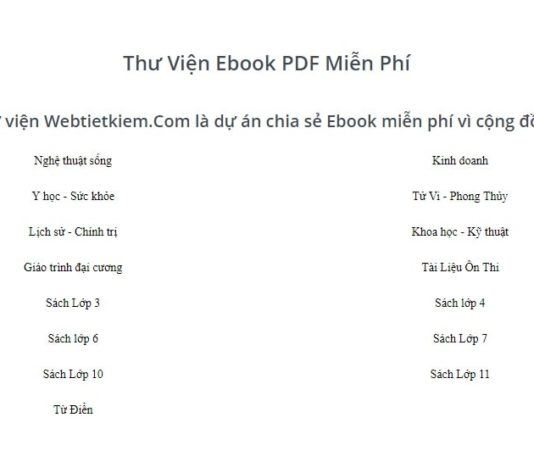 Thư Viện Ebook PDF Miễn Phí
viện Webtietkiem.Com là dự án chia sẻ Ebook miễn phí vì cộng
Nghệ thuật sống Kinh doanh
Y học - Sức khỏe Tử Vi - Phong Thủy
Lịch sử - Chính trị Khoa học - Kỹ thuật
Giáo trình đại cương Tài Liệu Ôn Thi
Sách Lớp 3 Sách lớp 4
Sách lớp 6 Sách Lớp 7
Sách Lớp 10 Sách Lớp 11
Từ Điển